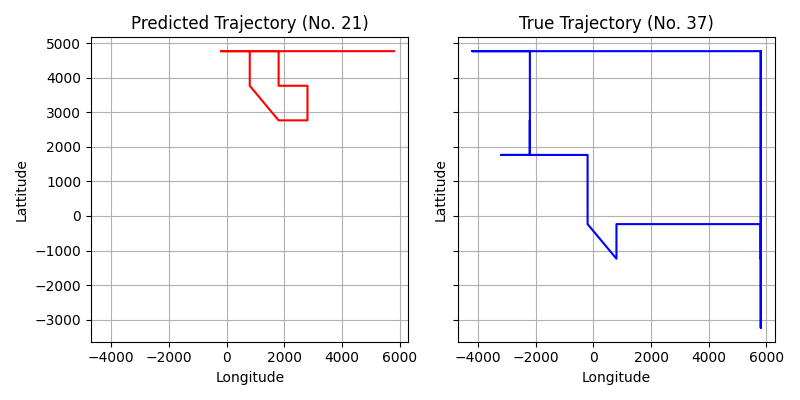 Predicted Trajectory (No. 21)
True Trajectory (No. 37)
5000
4000
3000
2000
1000
0
−1000
−2000
−3000
Lattitude
Lattitude
−4000 −2000 0 2000 4000 6000
−4000 −2000 0 2000 4000 6000
Longitude
Longitude